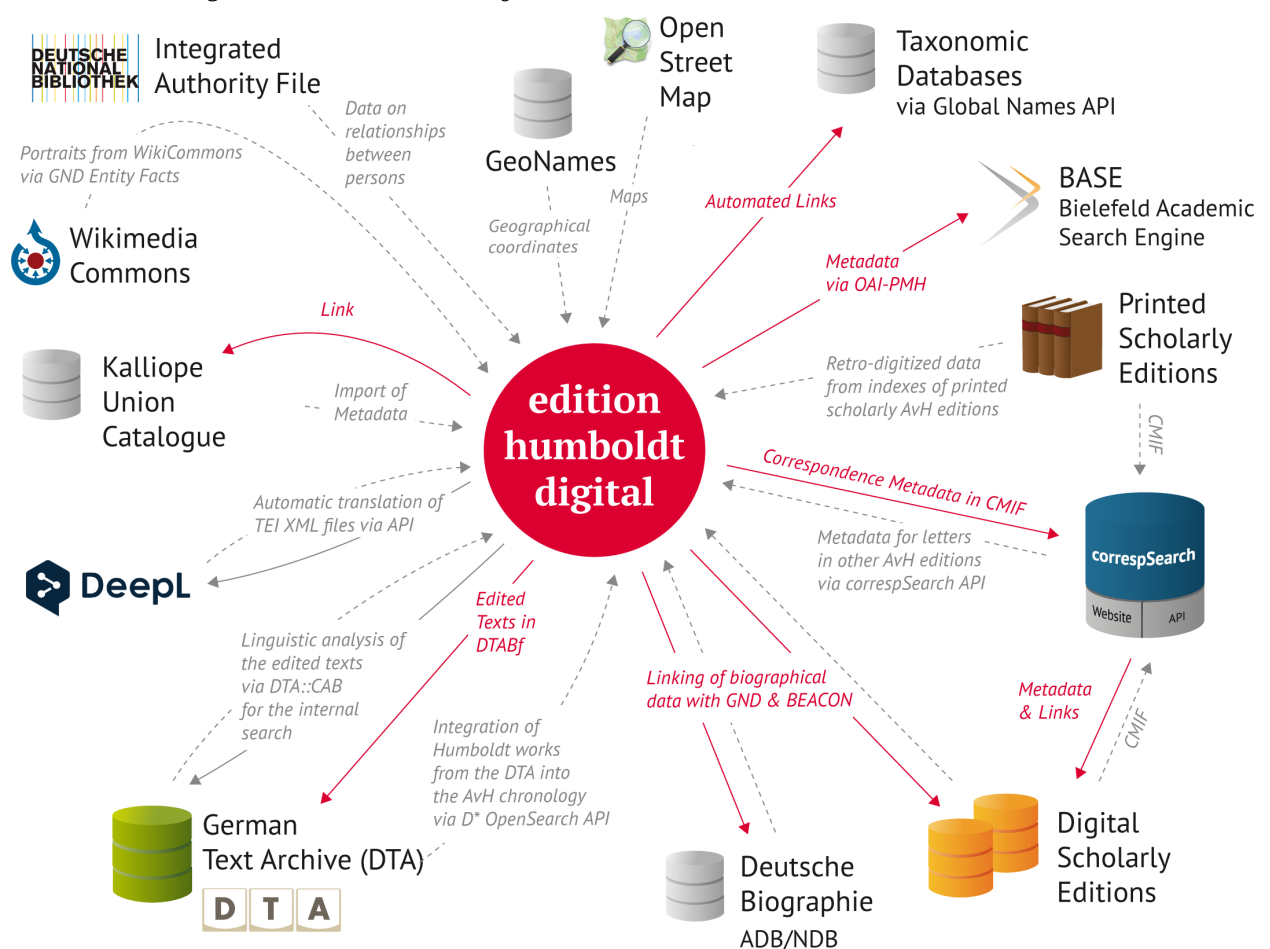 DEUTSCHE
NATIONAL
BIBLIOTHEK
Integrated
Authority File
Open
Street
Map
Taxonomic
Databases
via Global Names API
Data on
relationships
between
persons
Portraits from WikiCommons
via GND Entity Facts
GeoNames
Geographical
coordinates
Maps
Automated Links
BASE
Bielefeld Academic
Search Engine
Metadata
via OAI-PMH
Wikimedia
Commons
Link
Kalliope
Union
Catalogue
Import of
Metadata
Printed
Scholarly
Editions
Retro-digitized data
from indexes of printed
scholarly AvH editions
CMIF
edition
humboldt
digital
Correspondence Metadata in CMIF
Metadata for letters
in other AvH editions
via correspSearch API
correspSearch
Website
API
Automatic translation of
TEI XML files via API
DeepL
Edited
Texts in
DTABf
Linguistic analysis of
the edited texts
via DTA::CAB
for the internal
search
Linking of biographical
data with GND & BEACON
Metadata
& Links
CMIF
Integration of
Humboldt works
from the DTA into
the AvH chronology
via D* OpenSearch API
German
Text Archive (DTA)
D T A
Deutsche
Biographie
ADB/NDB
Digital
Scholarly
Editions